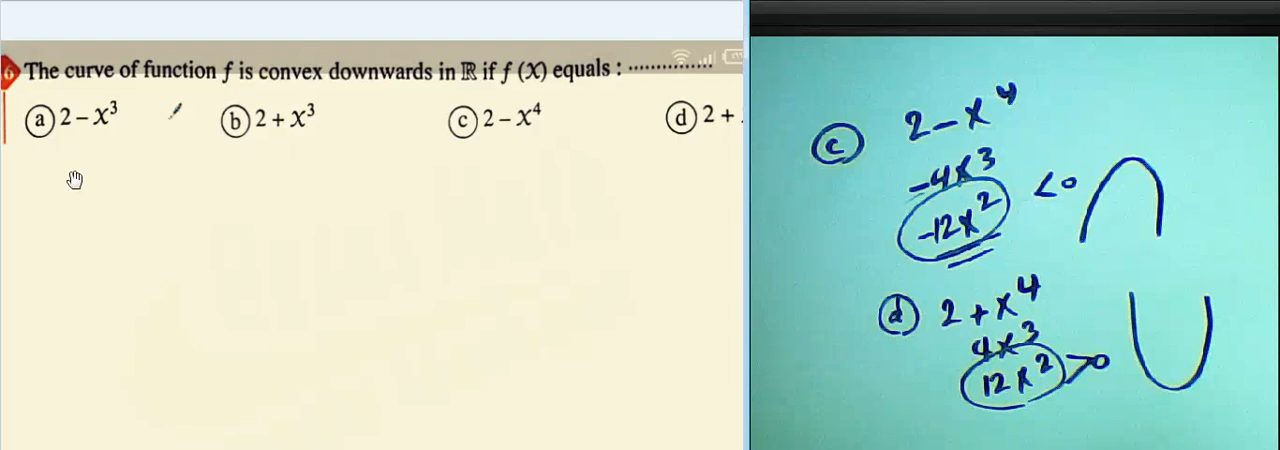 6 The curve of function f is convex downwards in ℝ if f (X) equals : ...............
(a) 2 – X³ (b) 2 + X³ (c) 2 – X⁴ (d) 2 +
(c) 2 – x⁴
–4x³
–12x² <0
(d) 2 + x⁴
4x³
12x² >0